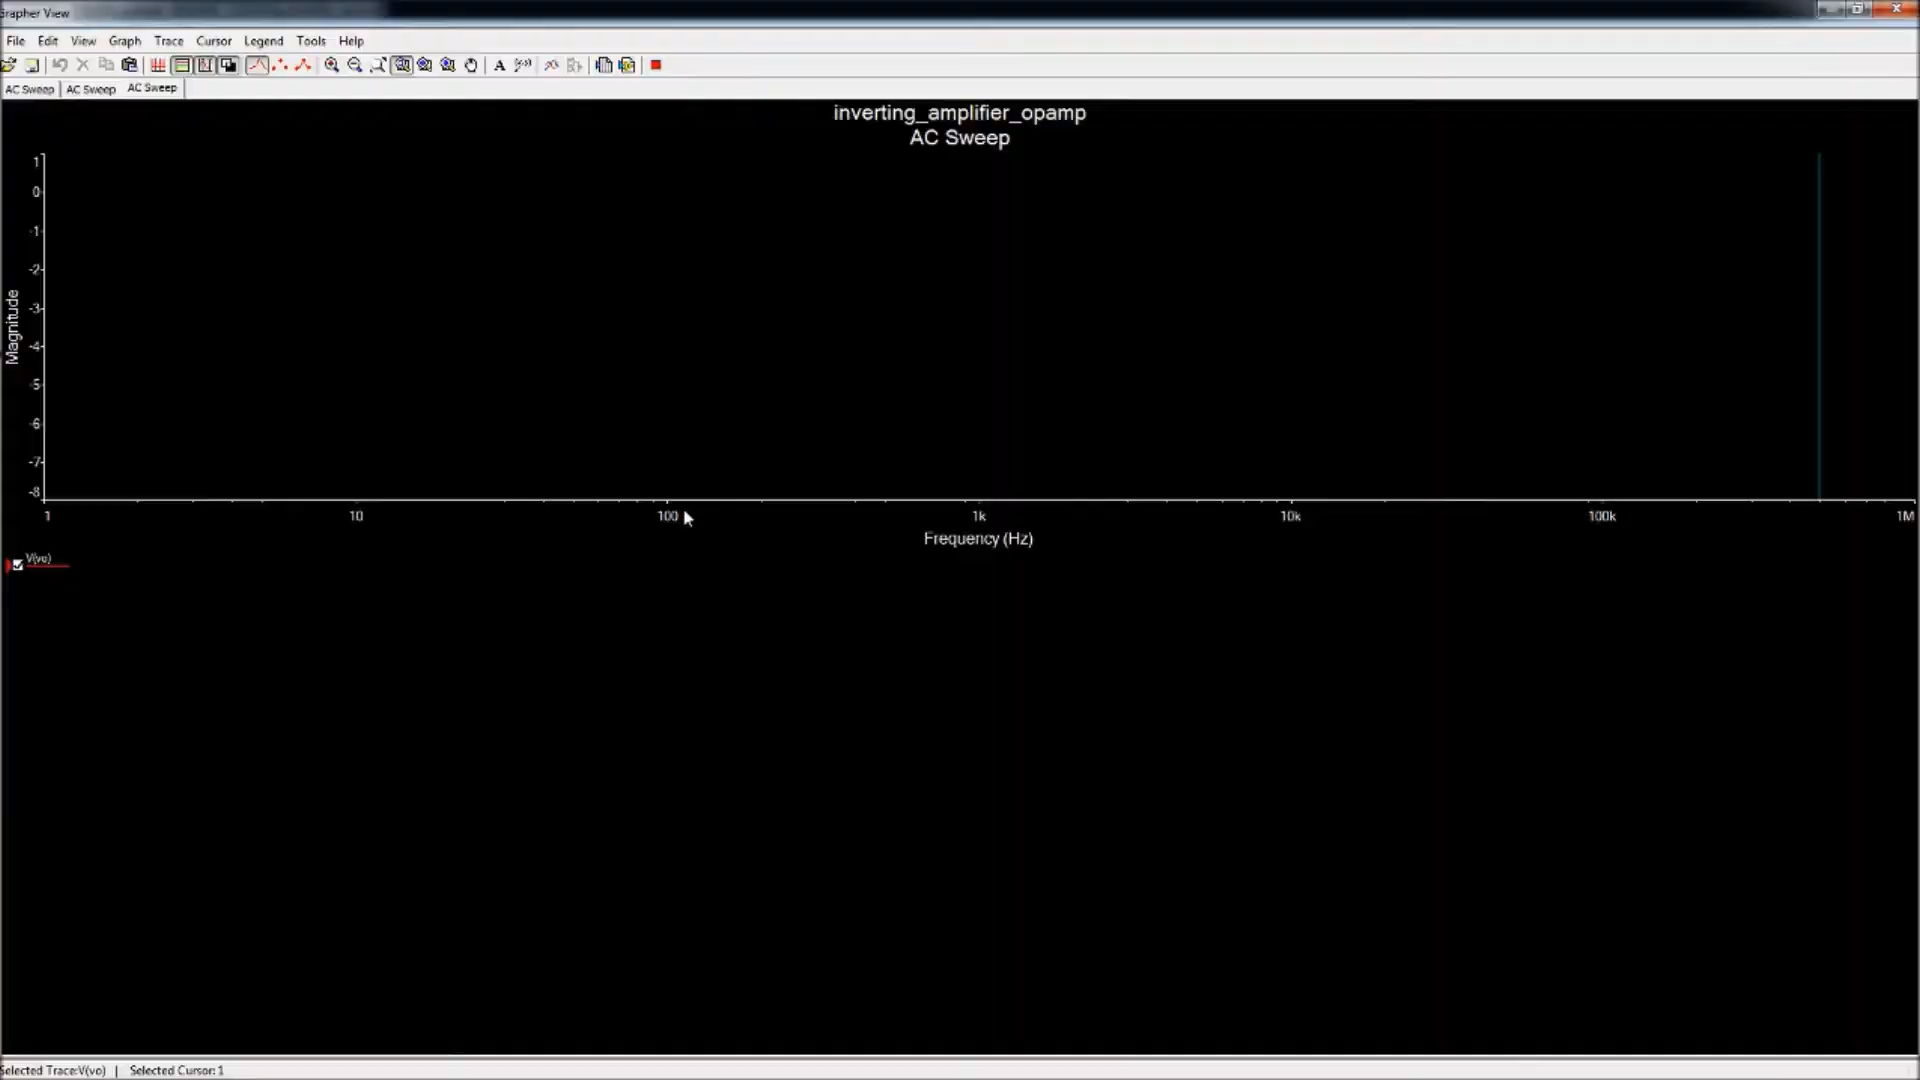 Grapher View
File Edit View Graph Trace Cursor Legend Tools Help
AC Sweep AC Sweep AC Sweep
inverting_amplifier_opamp
AC Sweep
1
0
-1
-2
-3
-4
-5
-6
-7
-8
Magnitude
1 10 100 1k 10k 100k 1M
Frequency (Hz)
V(vo)
Selected Trace:V(vo) | Selected Cursor: 1